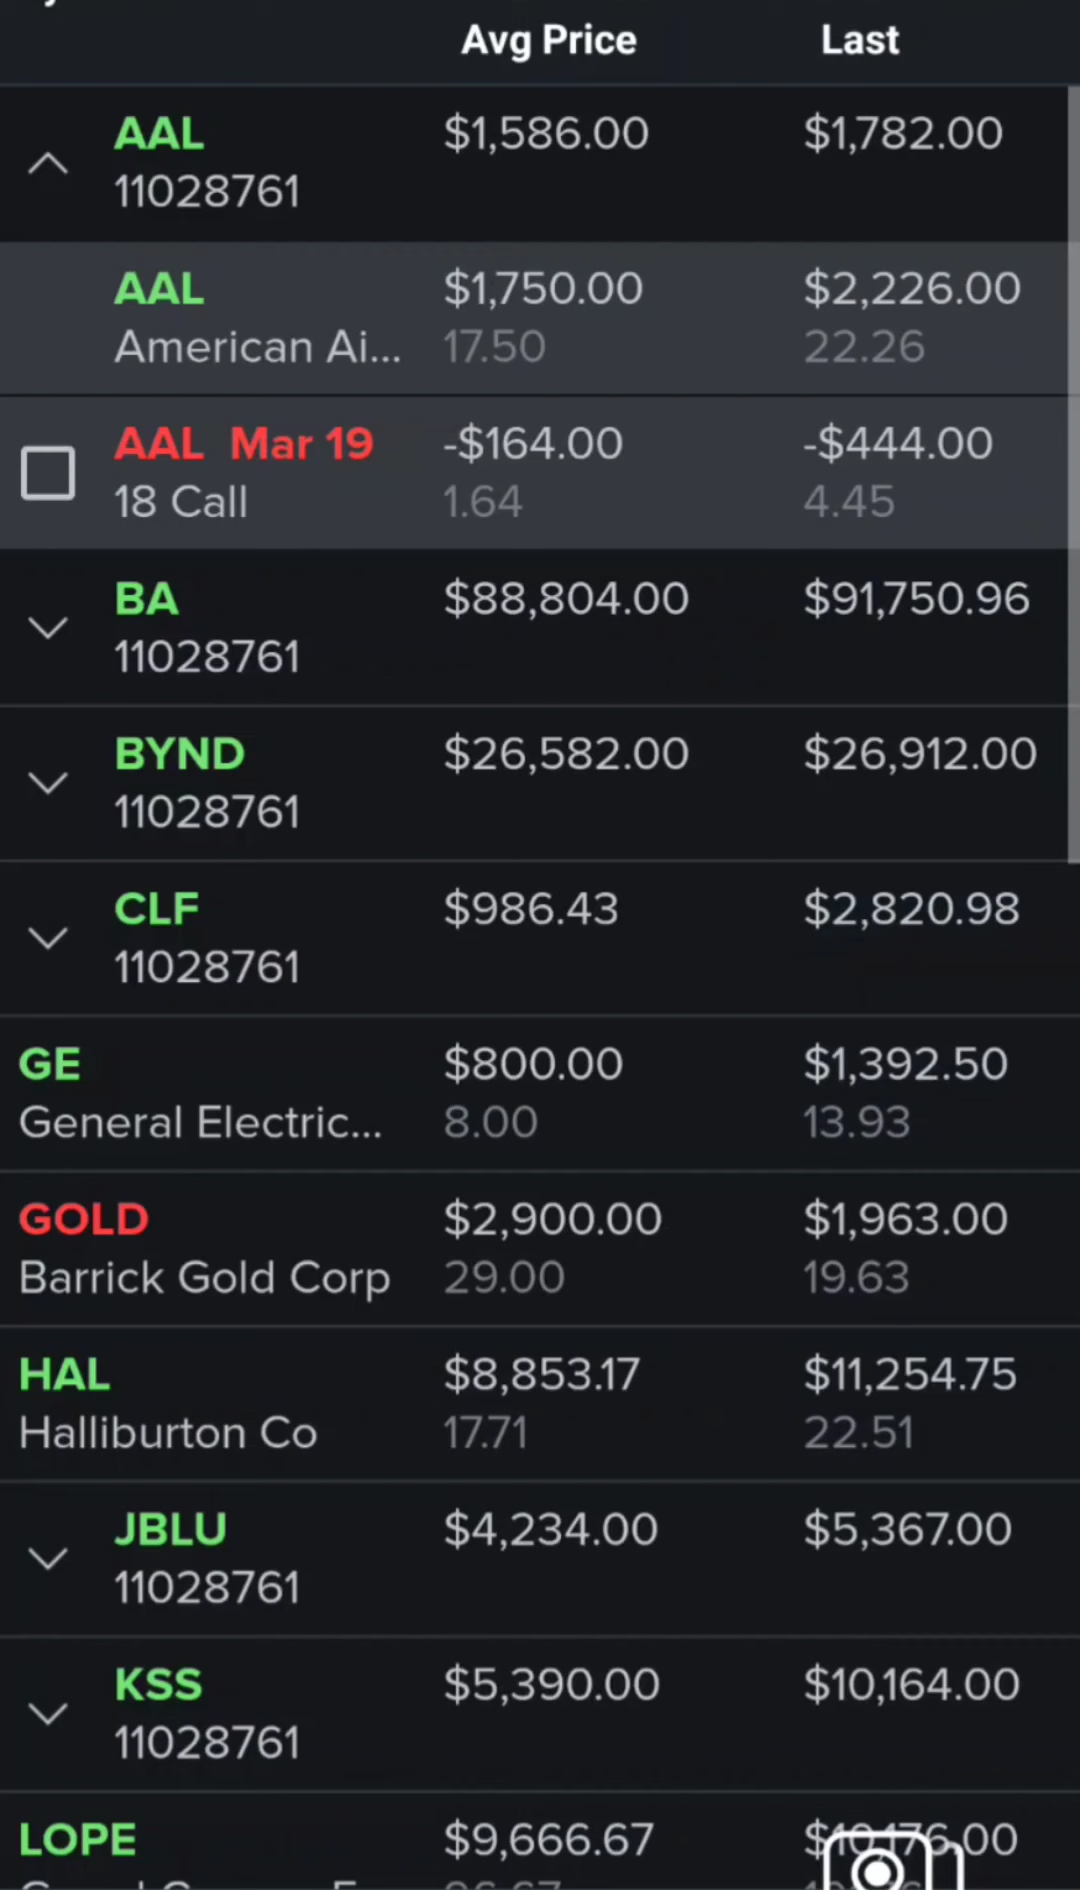 Avg Price Last
AAL $1,586.00 $1,782.00
11028761
AAL $1,750.00 $2,226.00
American Ai... 17.50 22.26
AAL Mar 19 -$164.00 -$444.00
18 Call 1.64 4.45
BA $88,804.00 $91,750.96
11028761
BYND $26,582.00 $26,912.00
11028761
CLF $986.43 $2,820.98
11028761
GE $800.00 $1,392.50
General Electric... 8.00 13.93
GOLD $2,900.00 $1,963.00
Barrick Gold Corp 29.00 19.63
HAL $8,853.17 $11,254.75
Halliburton Co 17.71 22.51
JBLU $4,234.00 $5,367.00
11028761
KSS $5,390.00 $10,164.00
11028761
LOPE $9,666.67